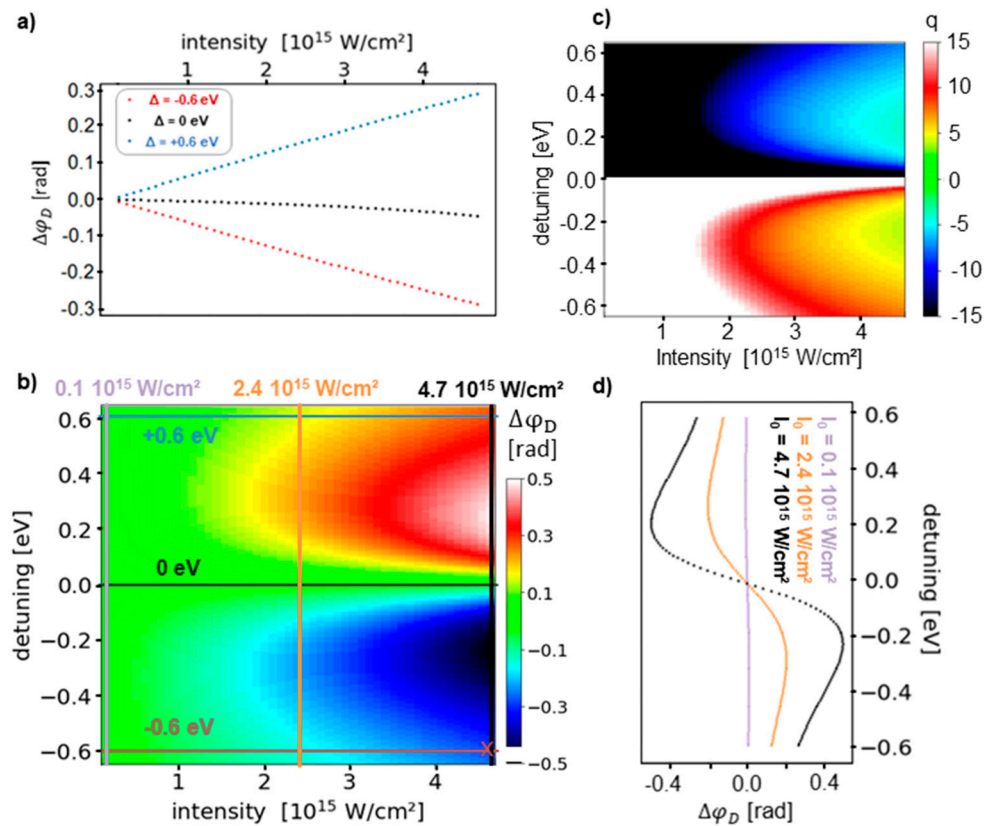 a)
intensity [10¹⁵ W/cm²]
1 2 3 4
0.3
0.2
0.1
0.0
-0.1
-0.2
-0.3
Δφ_D [rad]
Δ = -0.6 eV
Δ = 0 eV
Δ = +0.6 eV
c)
q
0.6
0.4
0.2
0.0
-0.2
-0.4
-0.6
detuning [eV]
1 2 3 4
Intensity [10¹⁵ W/cm²]
15
10
5
0
-5
-10
-15
b)
0.1 10¹⁵ W/cm² 2.4 10¹⁵ W/cm² 4.7 10¹⁵ W/cm²
Δφ_D
[rad]
+0.6 eV
0 eV
-0.6 eV
X
0.6
0.4
0.2
0.0
−0.2
−0.4
−0.6
detuning [eV]
1 2 3 4
intensity [10¹⁵ W/cm²]
0.5
0.3
0.1
−0.1
−0.3
−0.5
d)
I₀ = 0.1 10¹⁵ W/cm²
I₀ = 2.4 10¹⁵ W/cm²
I₀ = 4.7 10¹⁵ W/cm²
0.6
0.4
0.2
0.0
-0.2
-0.4
-0.6
detuning [eV]
-0.4 0.0 0.4
Δφ_D [rad]